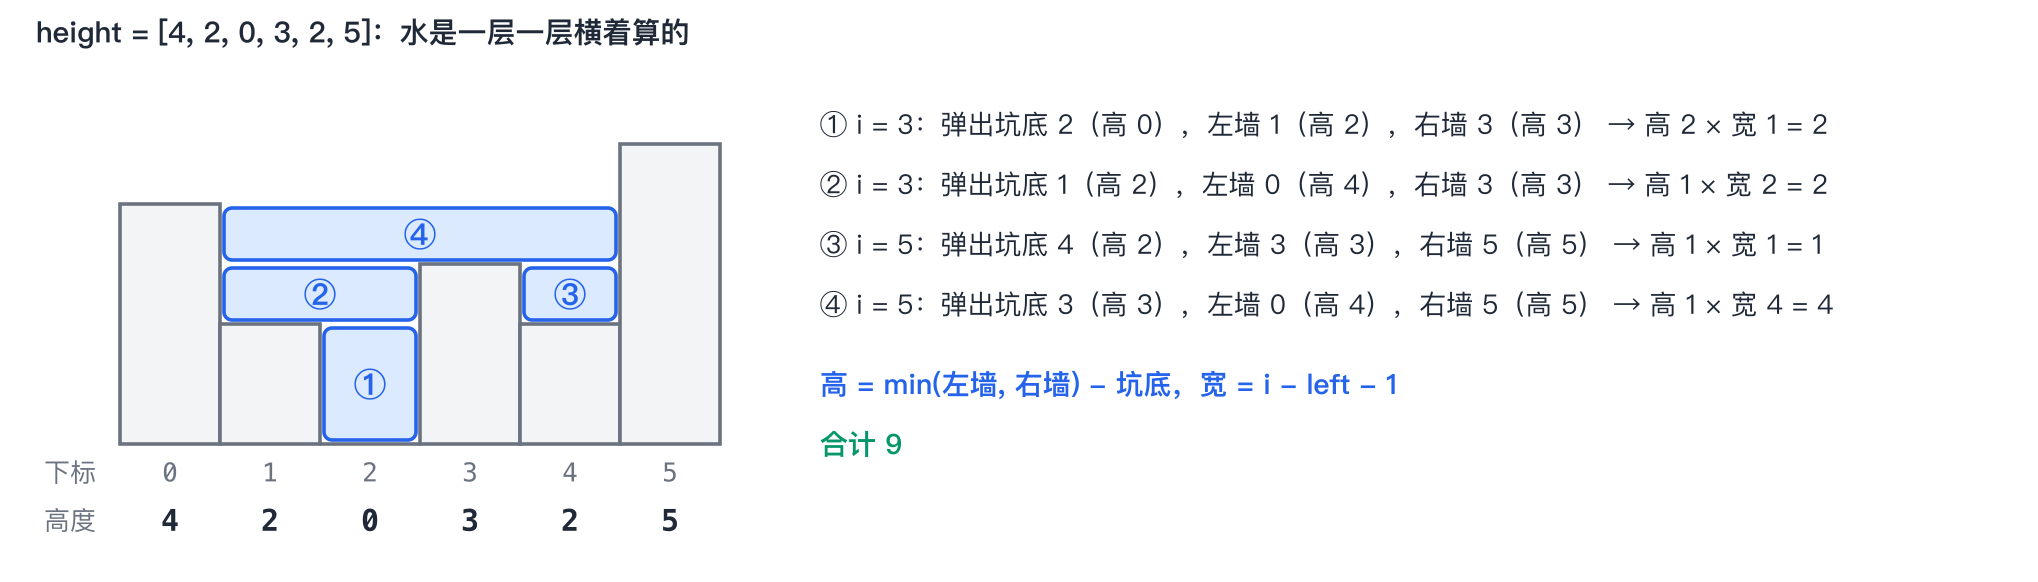 height = [4, 2, 0, 3, 2, 5]：水是一层一层横着算的
① i = 3：弹出坑底 2（高 0），左墙 1（高 2），右墙 3（高 3） → 高 2 × 宽 1 = 2
② i = 3：弹出坑底 1（高 2），左墙 0（高 4），右墙 3（高 3） → 高 1 × 宽 2 = 2
③ i = 5：弹出坑底 4（高 2），左墙 3（高 3），右墙 5（高 5） → 高 1 × 宽 1 = 1
④ i = 5：弹出坑底 3（高 3），左墙 0（高 4），右墙 5（高 5） → 高 1 × 宽 4 = 4
高 = min(左墙, 右墙) − 坑底，宽 = i − left − 1
合计 9
④
② ③
①
下标 0 1 2 3 4 5
高度 4 2 0 3 2 5